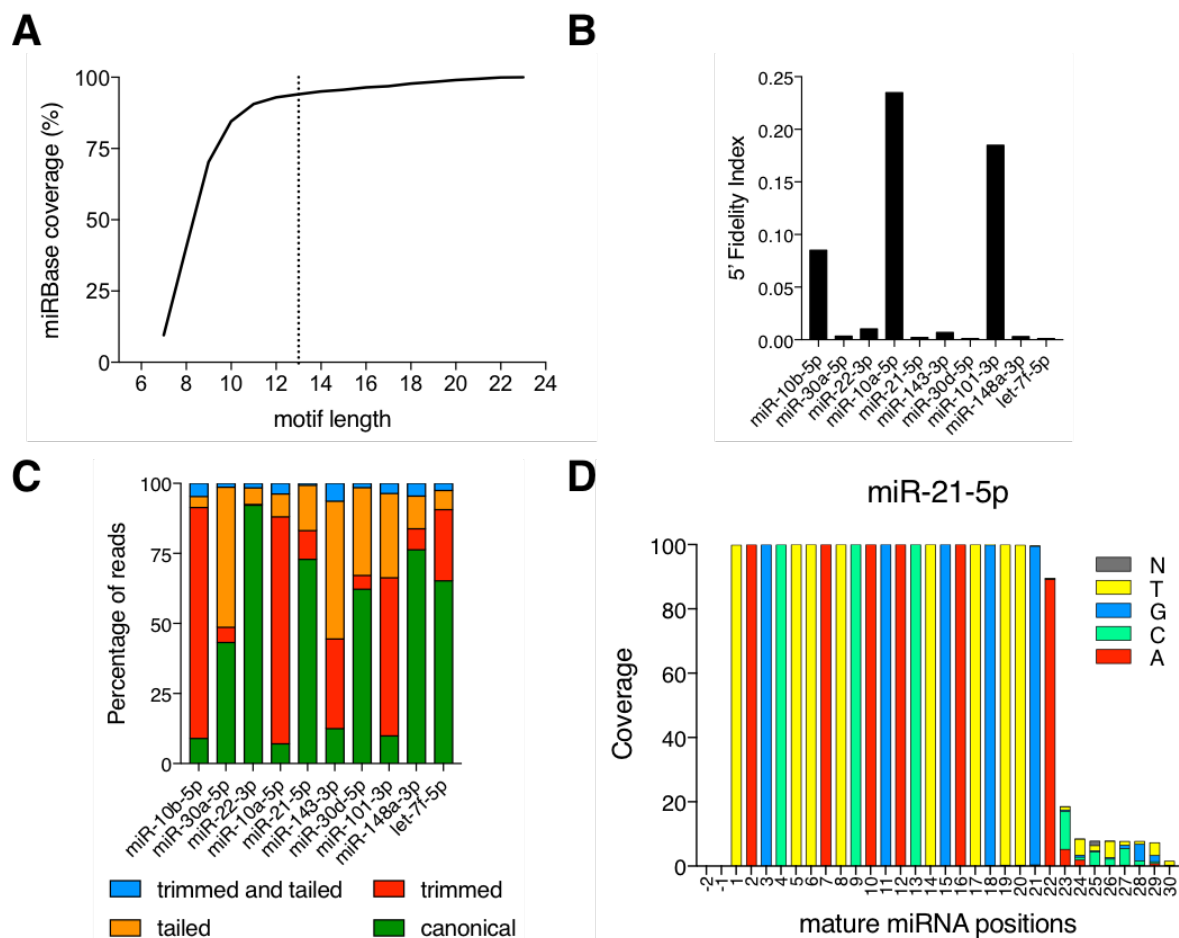 A
miRBase coverage (%)
100
75
50
25
0
6 8 10 12 14 16 18 20 22 24
motif length
B
5' Fidelity Index
0.25
0.20
0.15
0.10
0.05
0.00
miR-10b-5p
miR-30a-5p
miR-22-3p
miR-10a-5p
miR-21-5p
miR-143-3p
miR-30d-5p
miR-101-3p
miR-148a-3p
let-7f-5p
C
Percentage of reads
100
75
50
25
0
miR-10b-5p
miR-30a-5p
miR-22-3p
miR-10a-5p
miR-21-5p
miR-143-3p
miR-30d-5p
miR-101-3p
miR-148a-3p
let-7f-5p
trimmed and tailed
trimmed
tailed
canonical
D
miR-21-5p
Coverage
100
80
60
40
20
0
N
T
G
C
A
-2 -1 1 2 3 4 5 6 7 8 9 10 11 12 13 14 15 16 17 18 19 20 21 22 23 24 25 26 27 28 29 30
mature miRNA positions